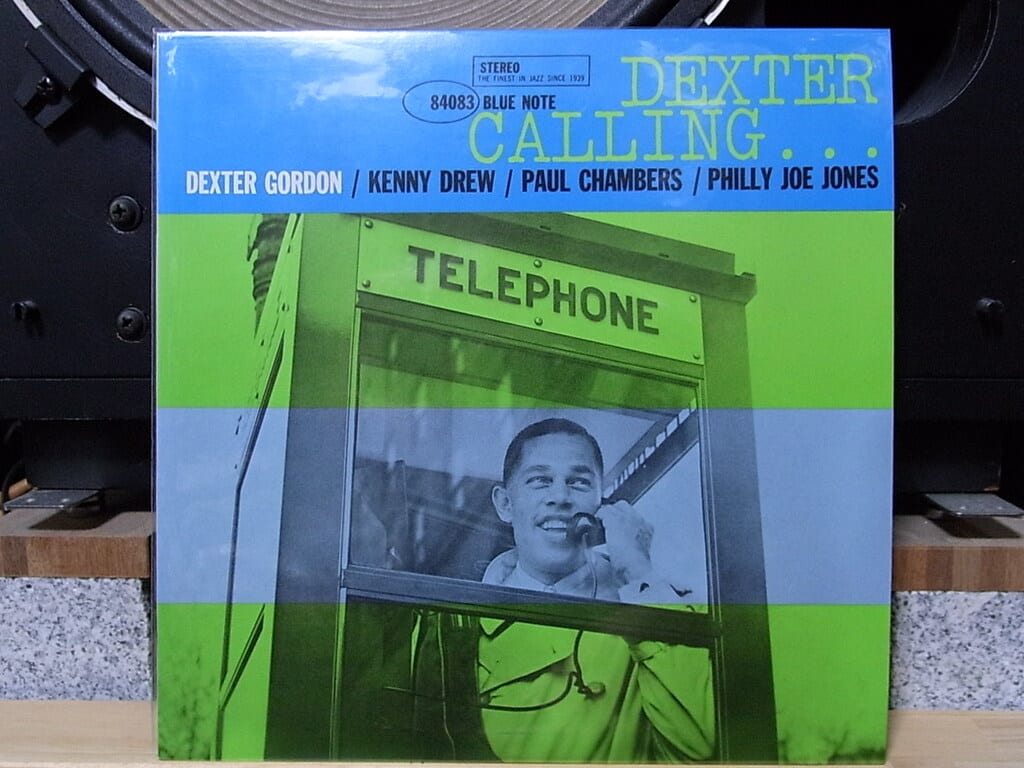 STEREO
THE FINEST IN JAZZ SINCE 1939
84083 BLUE NOTE
DEXTER
CALLING...
DEXTER GORDON / KENNY DREW / PAUL CHAMBERS / PHILLY JOE JONES
TELEPHONE